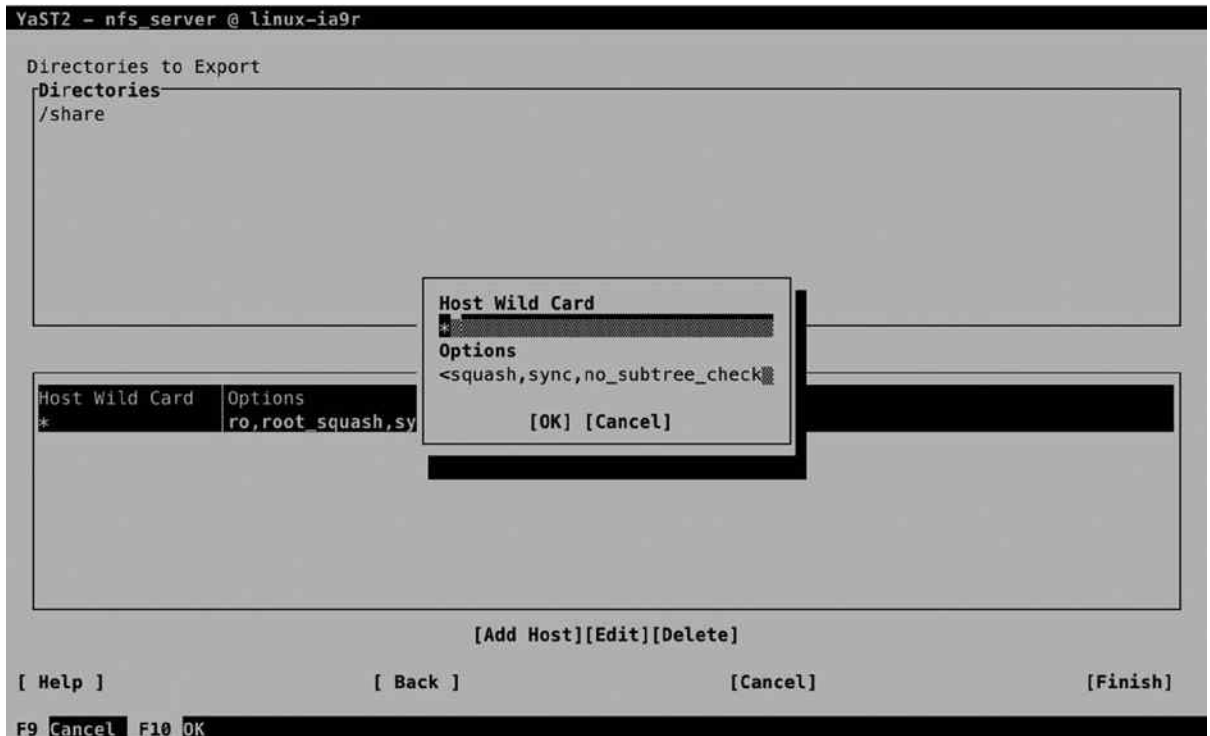 YaST2 - nfs_server @ linux-ia9r
Directories to Export
Directories
/share
Host Wild Card
*
Options
<squash,sync,no_subtree_check
[OK] [Cancel]
Host Wild Card Options
* ro,root_squash,sy
[Add Host][Edit][Delete]
[ Help ] [ Back ] [Cancel] [Finish]
F9 Cancel F10 OK